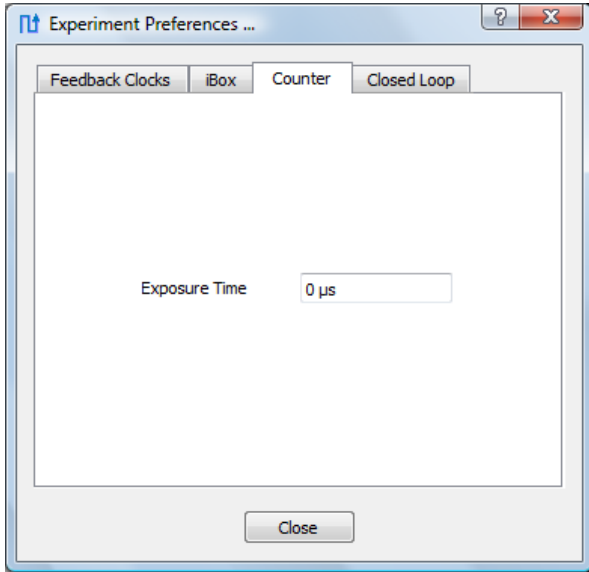 Experiment Preferences ...
Feedback Clocks iBox Counter Closed Loop
Exposure Time 0 µs
Close